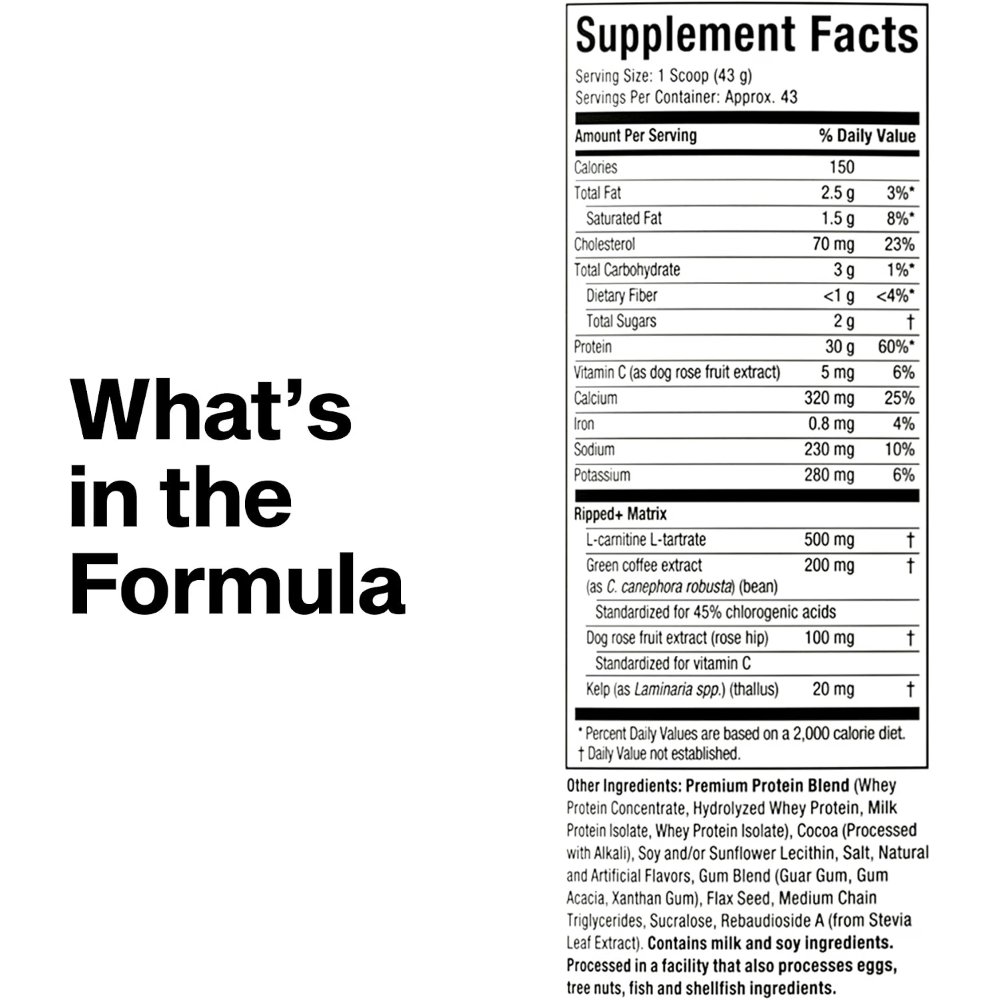 What's
in the
Formula
Supplement Facts
Serving Size: 1 Scoop (43 g)
Servings Per Container: Approx. 43
Amount Per Serving % Daily Value
Calories 150
Total Fat 2.5 g 3%*
Saturated Fat 1.5 g 8%*
Cholesterol 70 mg 23%
Total Carbohydrate 3 g 1%*
Dietary Fiber <1 g <4%*
Total Sugars 2 g †
Protein 30 g 60%*
Vitamin C (as dog rose fruit extract) 5 mg 6%
Calcium 320 mg 25%
Iron 0.8 mg 4%
Sodium 230 mg 10%
Potassium 280 mg 6%
Ripped+ Matrix
L-carnitine L-tartrate 500 mg †
Green coffee extract 200 mg †
(as C. canephora robusta) (bean)
Standardized for 45% chlorogenic acids
Dog rose fruit extract (rose hip) 100 mg †
Standardized for vitamin C
Kelp (as Laminaria spp.) (thallus) 20 mg †
* Percent Daily Values are based on a 2,000 calorie diet.
† Daily Value not established.
Other Ingredients: Premium Protein Blend (Whey
Protein Concentrate, Hydrolyzed Whey Protein, Milk
Protein Isolate, Whey Protein Isolate), Cocoa (Processed
with Alkali), Soy and/or Sunflower Lecithin, Salt, Natural
and Artificial Flavors, Gum Blend (Guar Gum, Gum
Acacia, Xanthan Gum), Flax Seed, Medium Chain
Triglycerides, Sucralose, Rebaudioside A (from Stevia
Leaf Extract). Contains milk and soy ingredients.
Processed in a facility that also processes eggs,
tree nuts, fish and shellfish ingredients.